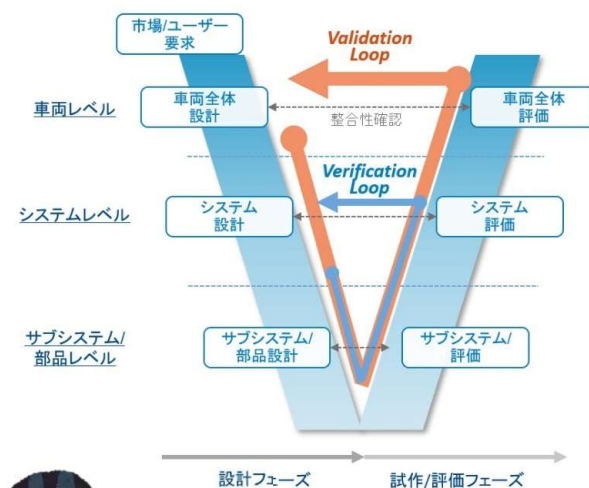 市場/ユーザー
要求
Validation
Loop
車両レベル
車両全体
設計
整合性確認
車両全体
評価
Verification
Loop
システムレベル
システム
設計
システム
評価
サブシステム/
部品レベル
サブシステム/
部品設計
サブシステム/
評価
設計フェーズ
試作/評価フェーズ